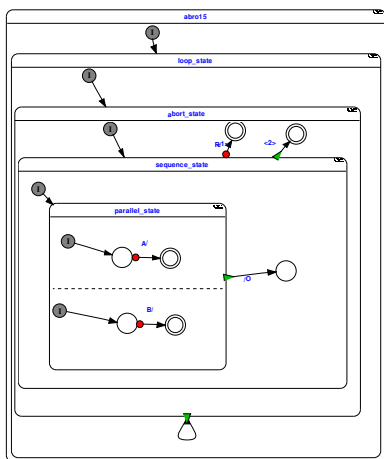 abro15
I
loop_state
I
abort_state
I
R/1
<2>
sequence_state
I
parallel_state
I
A/
/O
I
B/